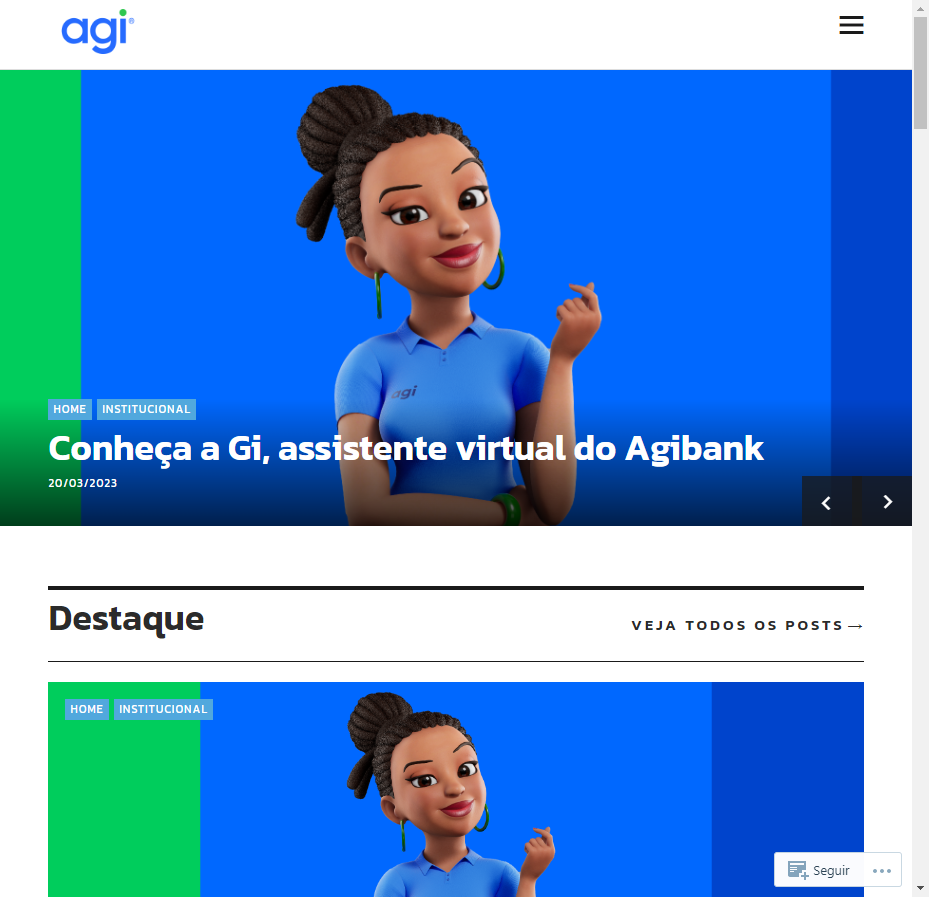 agi®
HOME INSTITUCIONAL
Conheça a Gi, assistente virtual do Agibank
20/03/2023
agi
Destaque
VEJA TODOS OS POSTS →
HOME INSTITUCIONAL
Seguir